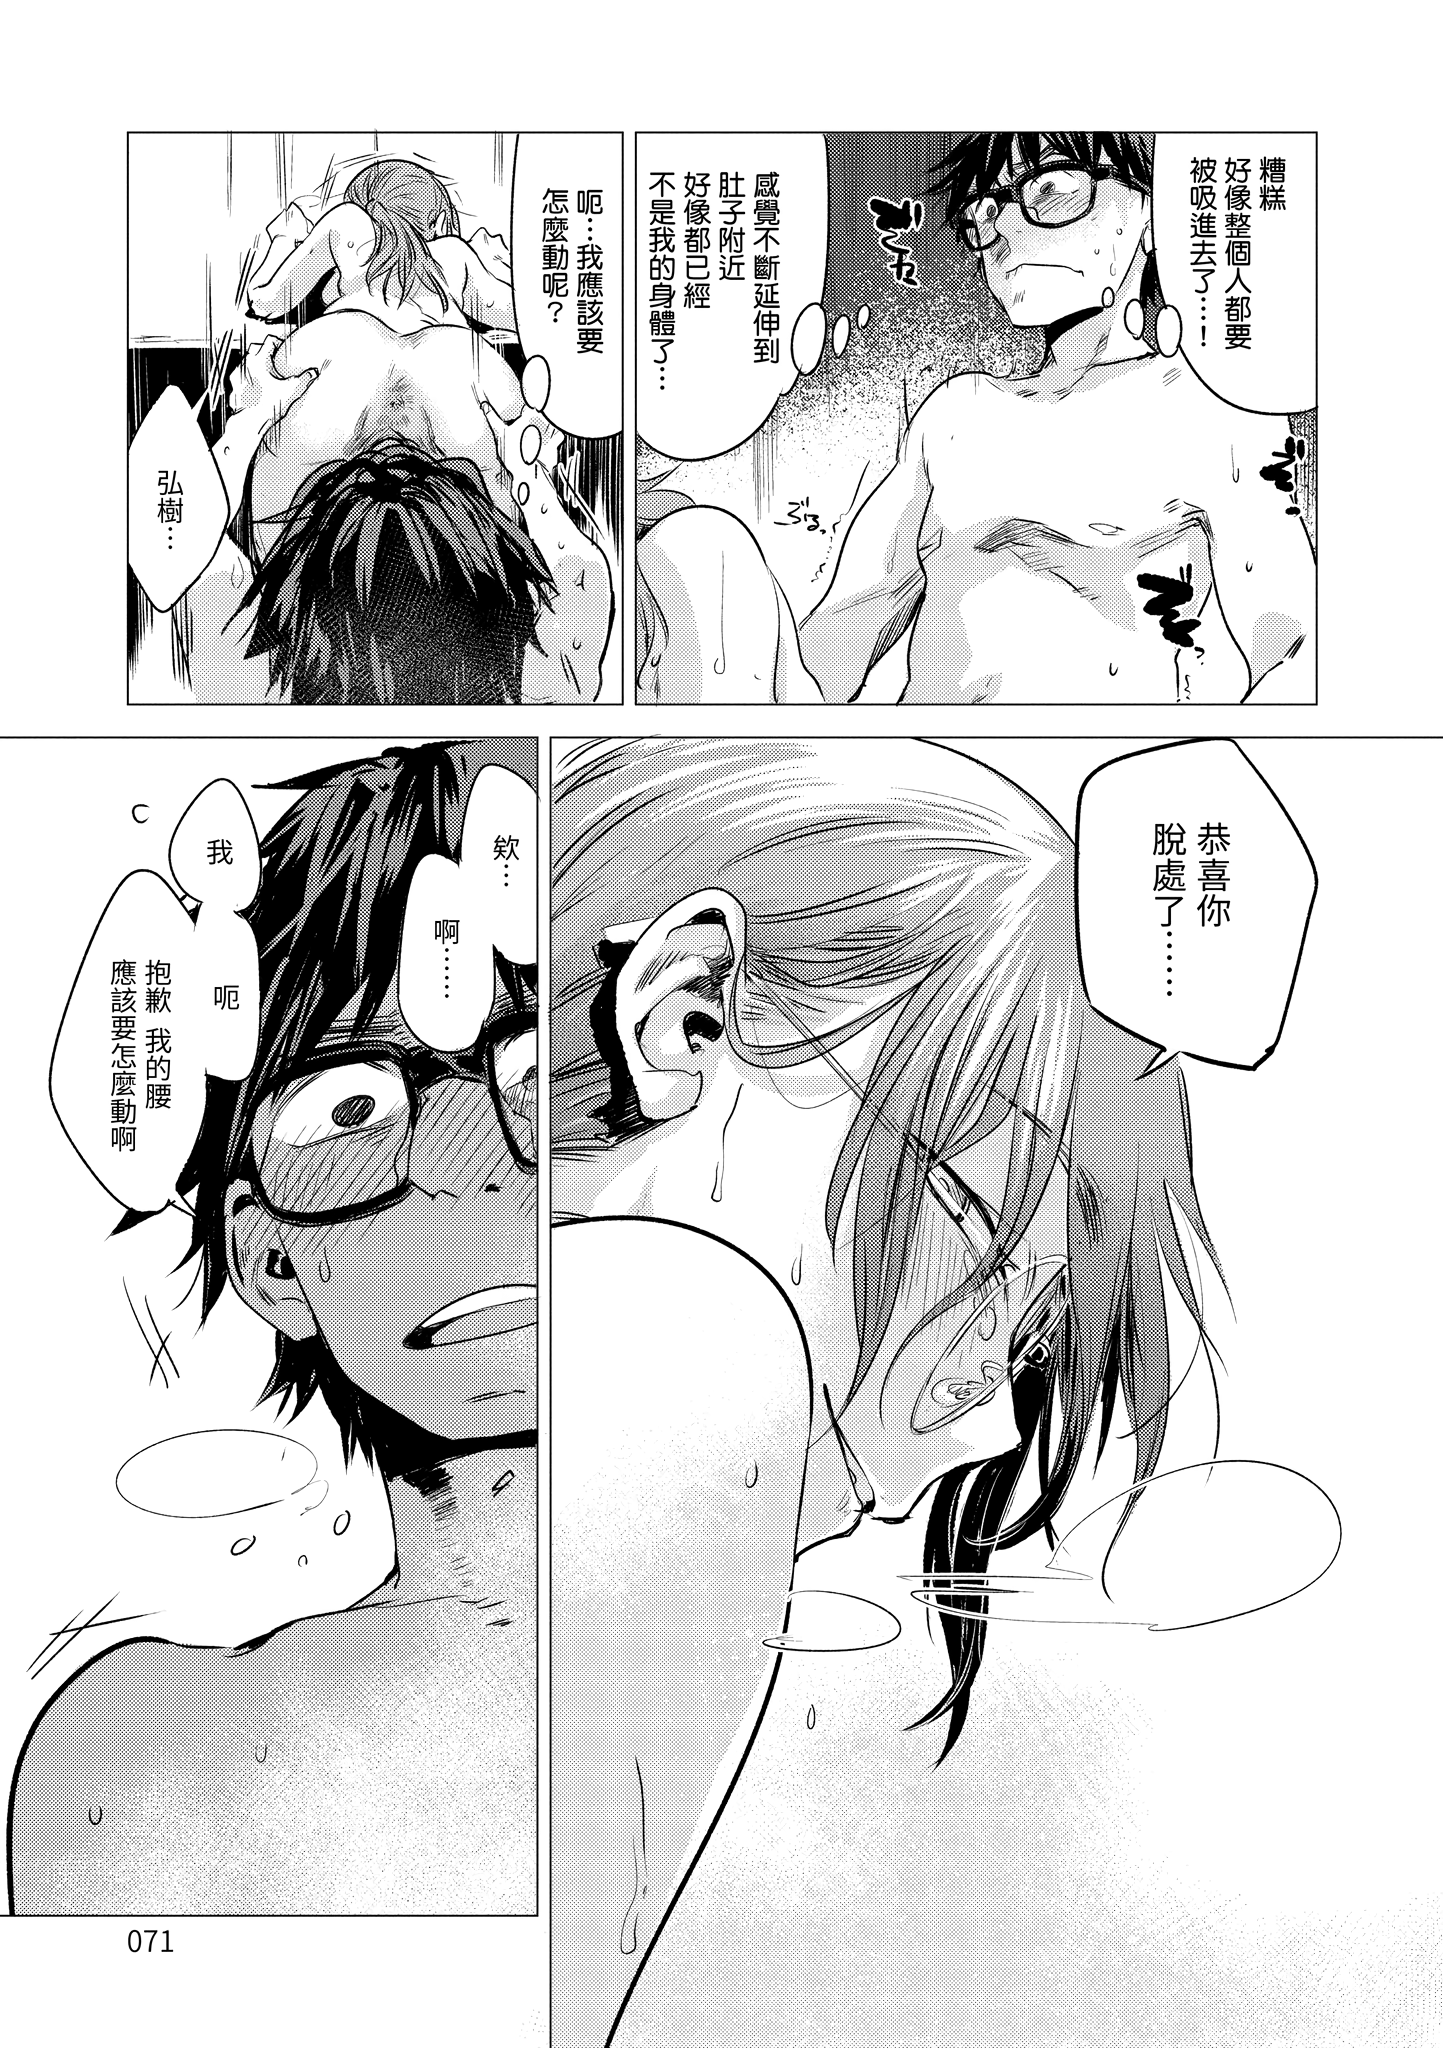 糟糕
好像整個人都要
被吸進去了…！
感覺不斷延伸到
肚子附近
好像都已經
不是我的身體了…
ぶるっ
呃…我應該要
怎麼動呢？
弘樹…
恭喜你
脫處了……
欸…
啊……
我
呃
抱歉 我的腰
應該要怎麼動啊
071